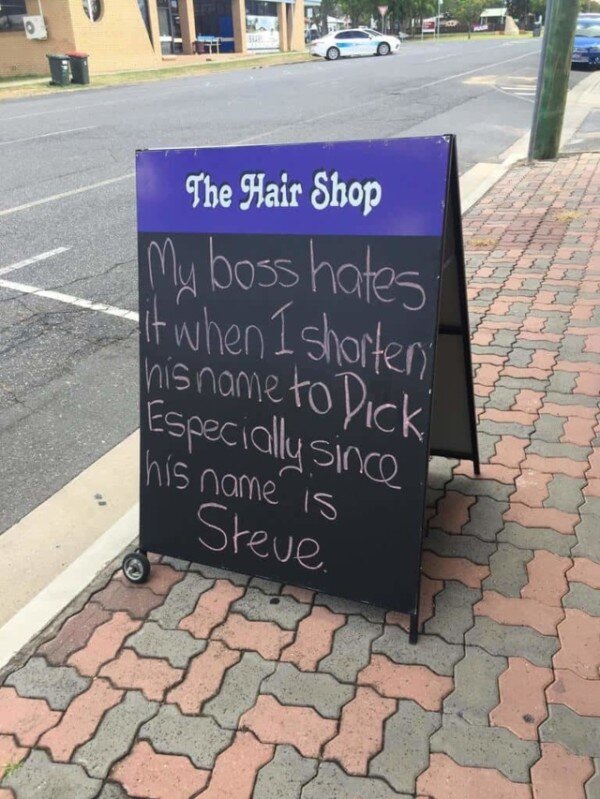 The Hair Shop
My boss hates
it when I shorten
his name to Dick
Especially since
his name is
Steve.